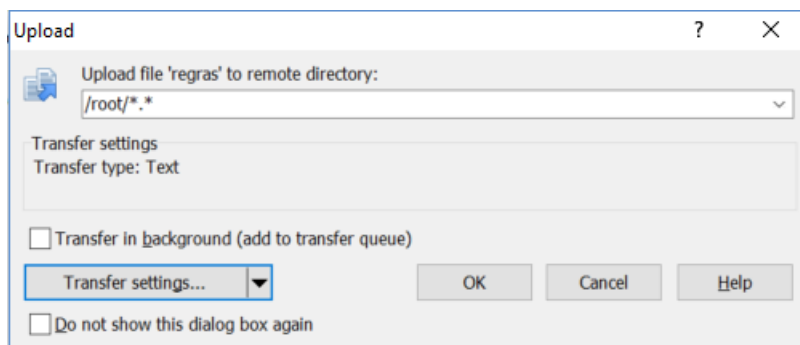 Upload ?
Upload file 'regras' to remote directory:
/root/*.*
Transfer settings
Transfer type: Text
Transfer in background (add to transfer queue)
Transfer settings... OK Cancel Help
Do not show this dialog box again